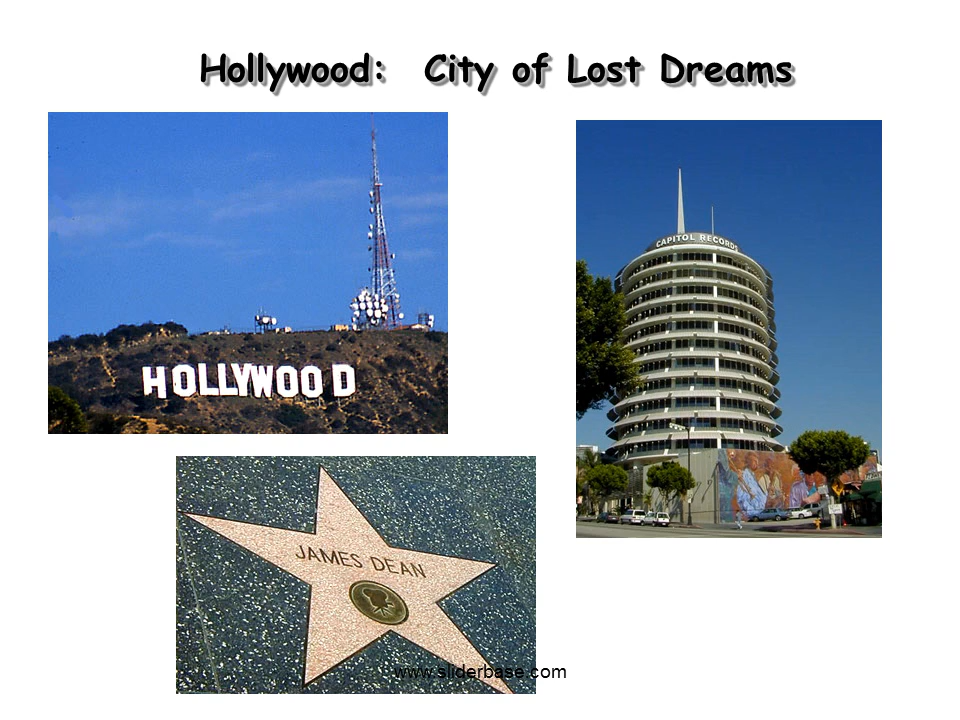 Hollywood: City of Lost Dreams
HOLLYWOOD
CAPITOL RECORDS
JAMES DEAN
www.sliderbase.com